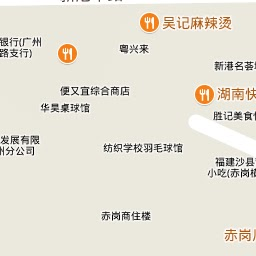 吴记麻辣烫
银行(广州
路支行)
粤兴来
新港名荟
便又宜综合商店
湖南快
华昊桌球馆
胜记美食
发展有限
州分公司
纺织学校羽毛球馆
福建沙县
小吃(赤岗
赤岗商住楼
赤岗